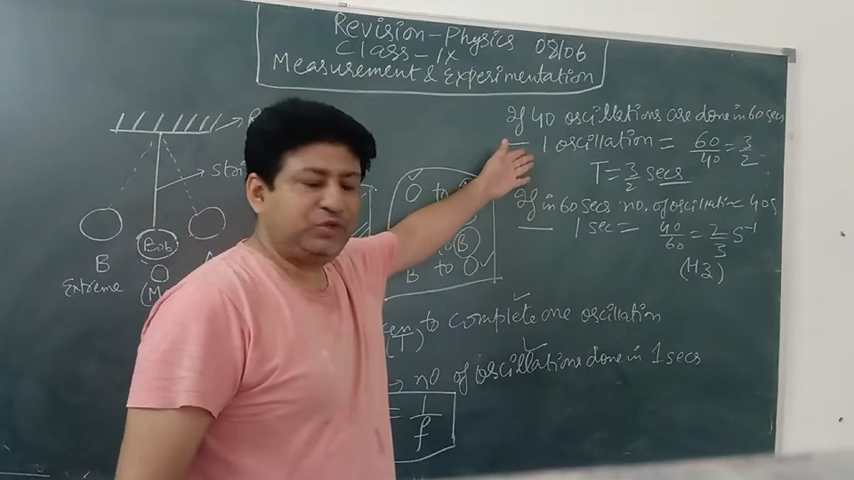 Revision-Physics 08/06
Class-IX
Measurement & Experimentation
If 40 oscillations are done in 60 secs
— 1 oscillation = 60/40 = 3/2
T = 3/2 secs
If in 60 secs no. of oscillation 40s
— 1 sec = 40/60 = 2/3 S⁻¹
(Hz)
Bob
B
O
Extreme
(M
O to
B
B to O
to complete one oscillation
(T)
→ no of oscillations done in 1 secs
= 1/f